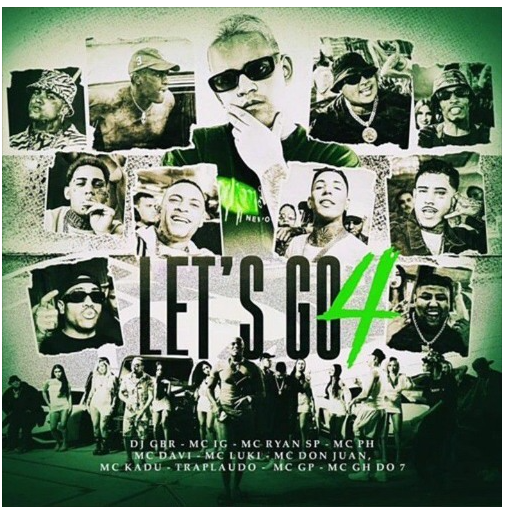 LET'S GO 4
DJ GBR - MC IG - MC RYAN SP - MC PH
MC DAVI - MC LUKI - MC DON JUAN,
MC KADU - TRAPLAUDO - MC GP - MC GH DO 7